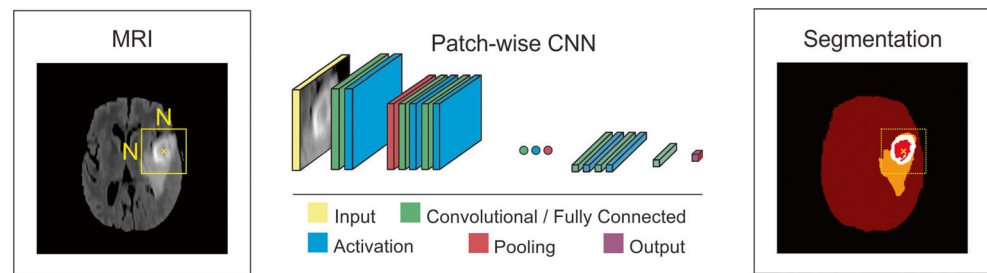 MRI
N
N
Patch-wise CNN
Input
Convolutional / Fully Connected
Activation
Pooling
Output
Segmentation